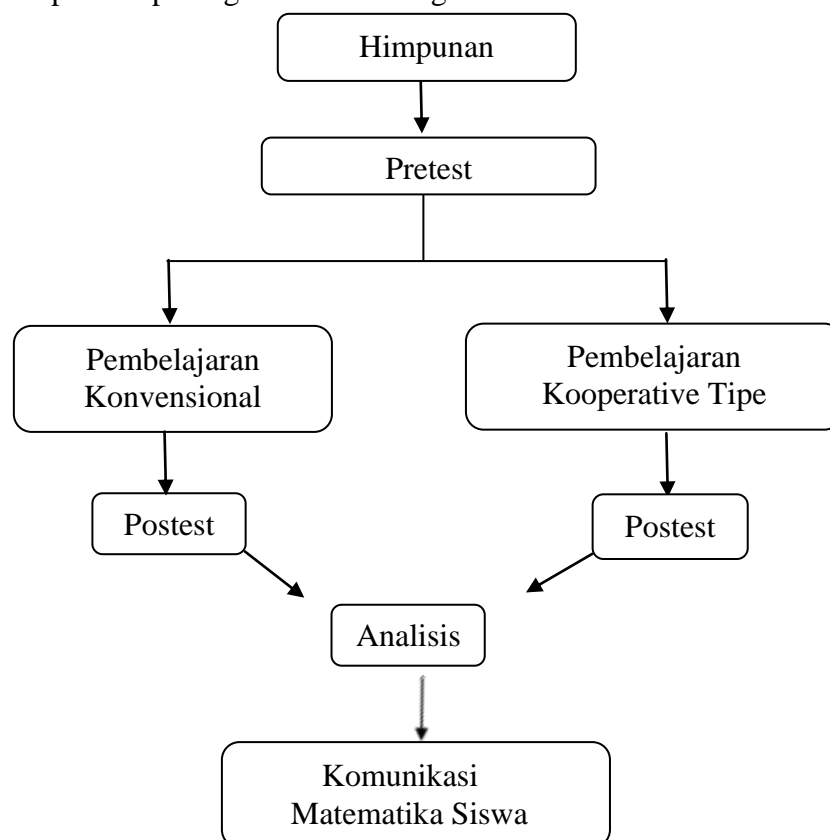 Himpunan
Pretest
Pembelajaran
Konvensional
Pembelajaran
Kooperative Tipe
Postest
Postest
Analisis
Komunikasi
Matematika Siswa